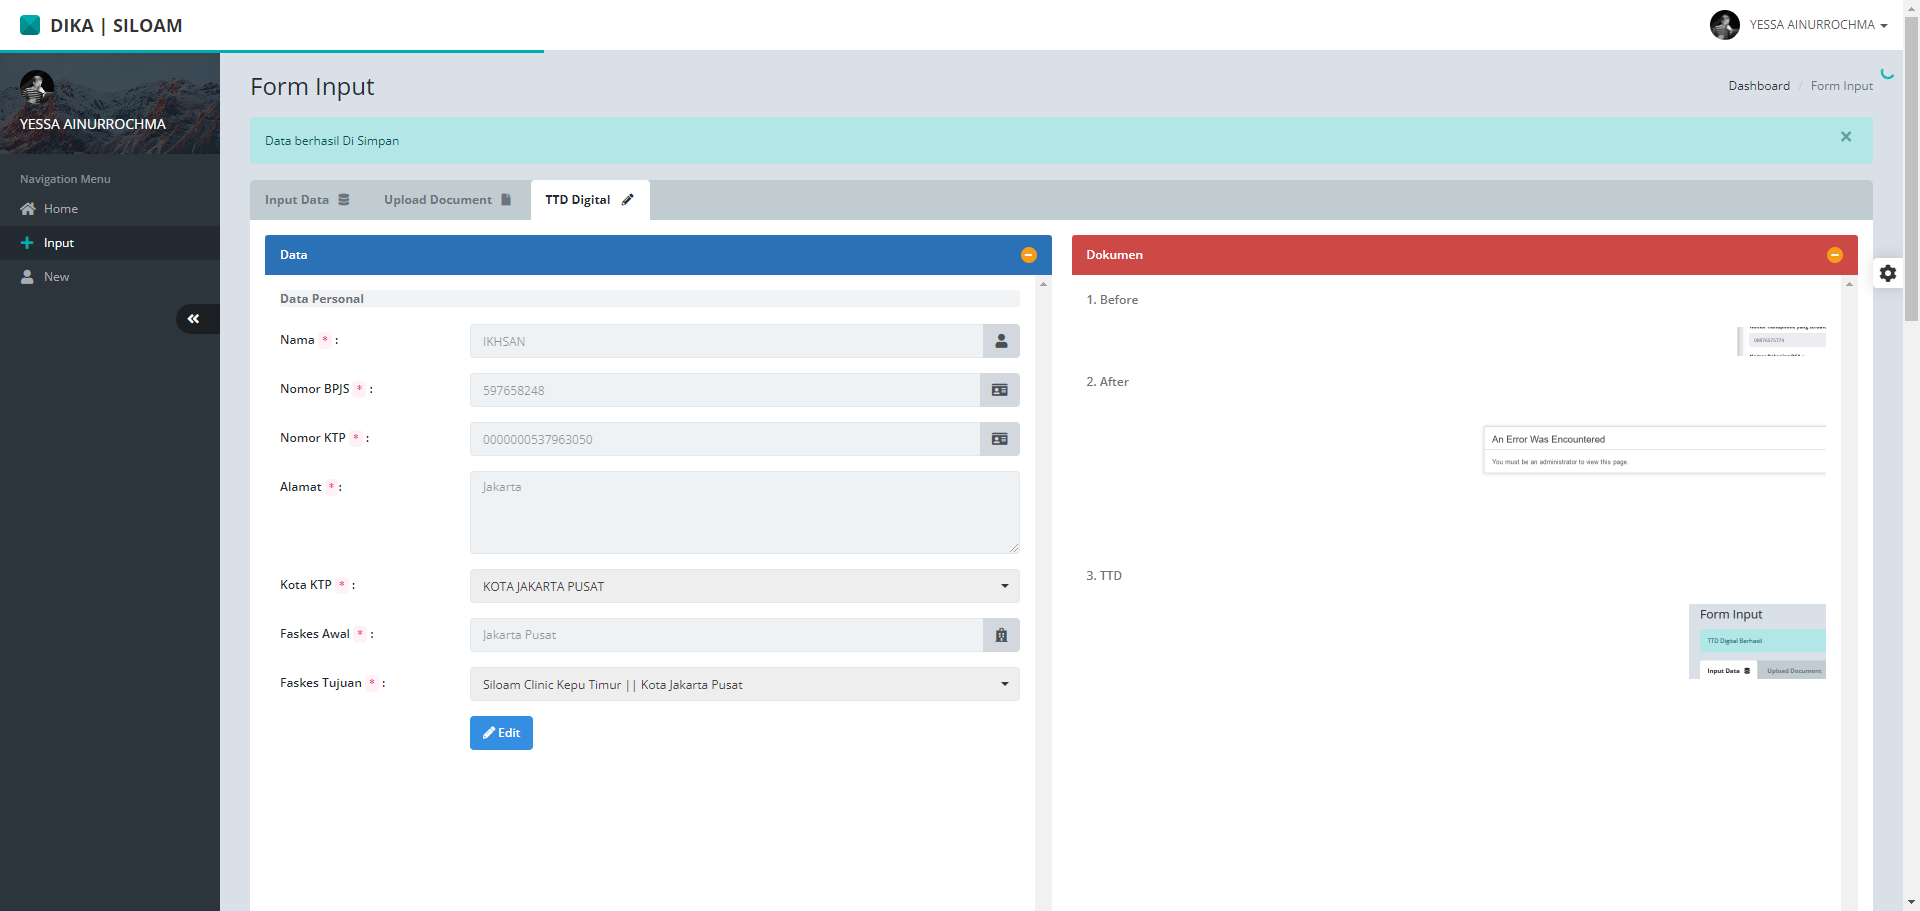 DIKA | SILOAM
YESSA AINURROCHMA
YESSA AINURROCHMA
Navigation Menu
Home
Input
New
Form Input
Dashboard / Form Input
Data berhasil Di Simpan
×
Input Data
Upload Document
TTD Digital
Data
Data Personal
Nama * :
IKHSAN
Nomor BPJS * :
597658248
Nomor KTP * :
0000000537963050
Alamat * :
Jakarta
Kota KTP * :
KOTA JAKARTA PUSAT
Faskes Awal * :
Jakarta Pusat
Faskes Tujuan * :
Siloam Clinic Kepu Timur || Kota Jakarta Pusat
Edit
Dokumen
1. Before
08976575774
2. After
An Error Was Encountered
You must be an administrator to view this page.
3. TTD
Form Input
TTD Digital Berhasil
Input Data
Upload Document